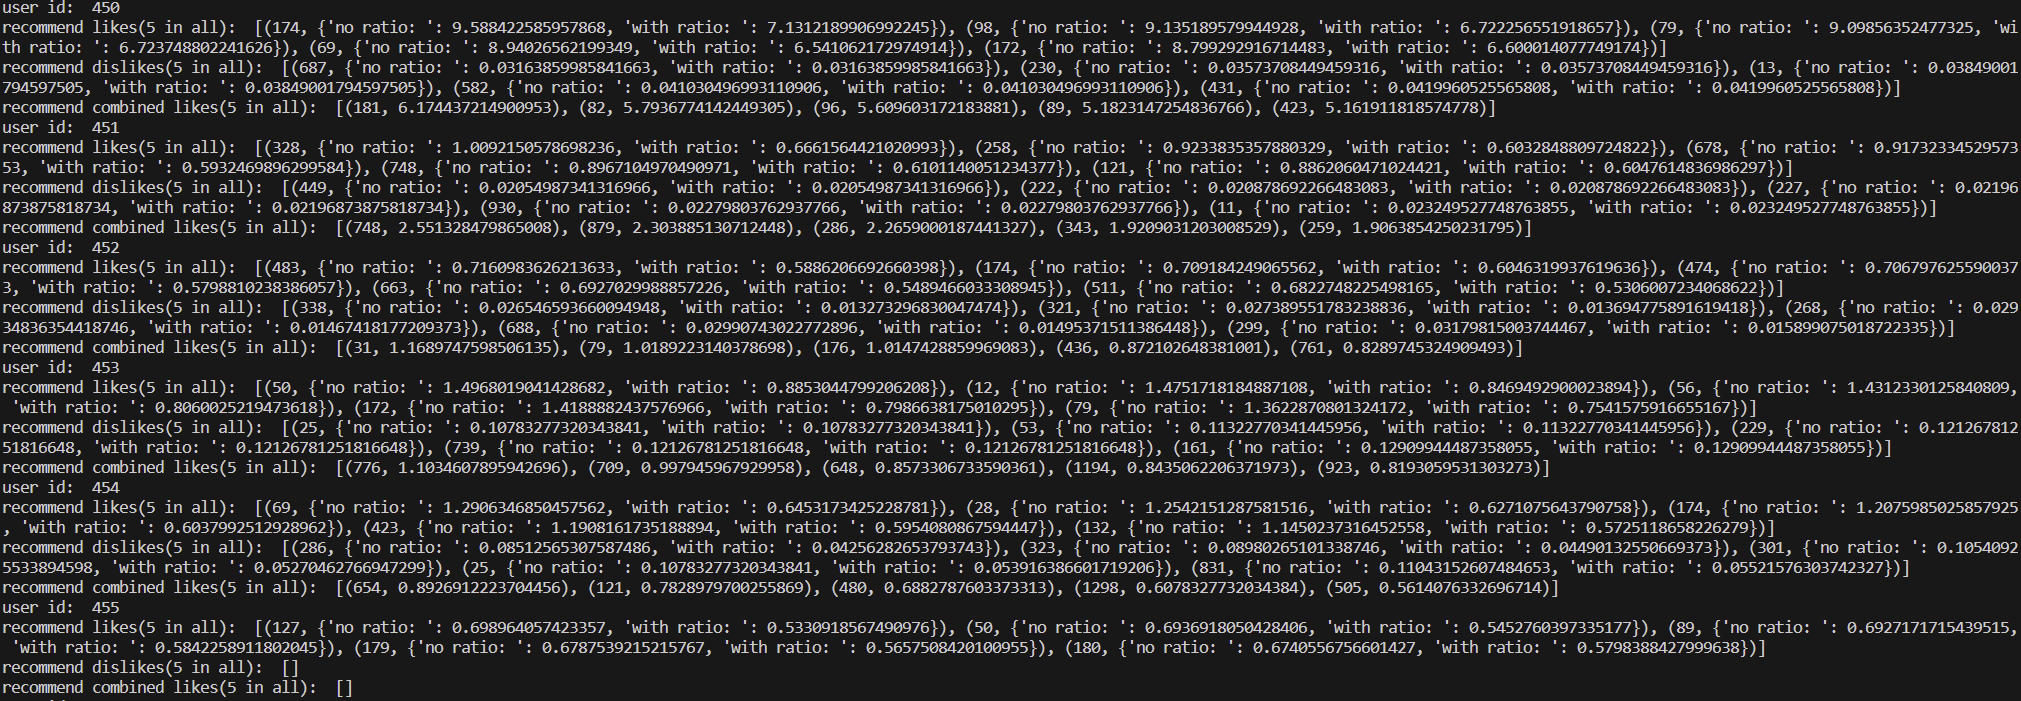 user id:  450
recommend likes(5 in all):  [(174, {'no ratio: ': 9.588422585957868, 'with ratio: ': 7.1312189906992245}), (98, {'no ratio: ': 9.135189579944928, 'with ratio: ': 6.722256551918657}), (79, {'no ratio: ': 9.09856352477325, 'wi
th ratio: ': 6.723748802241626}), (69, {'no ratio: ': 8.94026562199349, 'with ratio: ': 6.541062172974914}), (172, {'no ratio: ': 8.799292916714483, 'with ratio: ': 6.600014077749174})]
recommend dislikes(5 in all):  [(687, {'no ratio: ': 0.03163859985841663, 'with ratio: ': 0.03163859985841663}), (230, {'no ratio: ': 0.03573708449459316, 'with ratio: ': 0.03573708449459316}), (13, {'no ratio: ': 0.03849001
794597505, 'with ratio: ': 0.03849001794597505}), (582, {'no ratio: ': 0.041030496993110906, 'with ratio: ': 0.041030496993110906}), (431, {'no ratio: ': 0.0419960525565808, 'with ratio: ': 0.0419960525565808})]
recommend combined likes(5 in all):  [(181, 6.174437214900953), (82, 5.7936774142449305), (96, 5.609603172183881), (89, 5.1823147254836766), (423, 5.161911818574778)]
user id:  451
recommend likes(5 in all):  [(328, {'no ratio: ': 1.0092150578698236, 'with ratio: ': 0.6661564421020993}), (258, {'no ratio: ': 0.9233835357880329, 'with ratio: ': 0.6032848809724822}), (678, {'no ratio: ': 0.91732334529573
53, 'with ratio: ': 0.5932469896299584}), (748, {'no ratio: ': 0.8967104970490971, 'with ratio: ': 0.6101140051234377}), (121, {'no ratio: ': 0.8862060471024421, 'with ratio: ': 0.6047614836986297})]
recommend dislikes(5 in all):  [(449, {'no ratio: ': 0.02054987341316966, 'with ratio: ': 0.02054987341316966}), (222, {'no ratio: ': 0.020878692266483083, 'with ratio: ': 0.020878692266483083}), (227, {'no ratio: ': 0.02196
873875818734, 'with ratio: ': 0.02196873875818734}), (930, {'no ratio: ': 0.02279803762937766, 'with ratio: ': 0.02279803762937766}), (11, {'no ratio: ': 0.023249527748763855, 'with ratio: ': 0.023249527748763855})]
recommend combined likes(5 in all):  [(748, 2.551328479865008), (879, 2.303885130712448), (286, 2.2659000187441327), (343, 1.9209031203008529), (259, 1.9063854250231795)]
user id:  452
recommend likes(5 in all):  [(483, {'no ratio: ': 0.7160983626213633, 'with ratio: ': 0.5886206692660398}), (174, {'no ratio: ': 0.709184249065562, 'with ratio: ': 0.6046319937619636}), (474, {'no ratio: ': 0.70679762559037
3, 'with ratio: ': 0.5798810238386057}), (663, {'no ratio: ': 0.6927029988857226, 'with ratio: ': 0.5489466033308945}), (511, {'no ratio: ': 0.6822748225498165, 'with ratio: ': 0.5306007234068622})]
recommend dislikes(5 in all):  [(338, {'no ratio: ': 0.026546593660094948, 'with ratio: ': 0.013273296830047474}), (321, {'no ratio: ': 0.027389551783238836, 'with ratio: ': 0.013694775891619418}), (268, {'no ratio: ': 0.029
34836354418746, 'with ratio: ': 0.01467418177209373}), (688, {'no ratio: ': 0.02990743022772896, 'with ratio: ': 0.01495371511386448}), (299, {'no ratio: ': 0.03179815003744467, 'with ratio: ': 0.015899075018722335})]
recommend combined likes(5 in all):  [(31, 1.1689747598506135), (79, 1.0189223140378698), (176, 1.0147428859969083), (436, 0.872102648381001), (761, 0.8289745324909493)]
user id:  453
recommend likes(5 in all):  [(50, {'no ratio: ': 1.4968019041428682, 'with ratio: ': 0.8853044799206208}), (12, {'no ratio: ': 1.4751718184887108, 'with ratio: ': 0.8469492900023894}), (56, {'no ratio: ': 1.4312330125840809,
 'with ratio: ': 0.8060025219473618}), (172, {'no ratio: ': 1.4188882437576966, 'with ratio: ': 0.7986638175010295}), (79, {'no ratio: ': 1.3622870801324172, 'with ratio: ': 0.7541575916655167})]
recommend dislikes(5 in all):  [(25, {'no ratio: ': 0.10783277320343841, 'with ratio: ': 0.10783277320343841}), (53, {'no ratio: ': 0.11322770341445956, 'with ratio: ': 0.11322770341445956}), (229, {'no ratio: ': 0.121267812
51816648, 'with ratio: ': 0.12126781251816648}), (739, {'no ratio: ': 0.12126781251816648, 'with ratio: ': 0.12126781251816648}), (161, {'no ratio: ': 0.12909944487358055, 'with ratio: ': 0.12909944487358055})]
recommend combined likes(5 in all):  [(776, 1.1034607895942696), (709, 0.997945967929958), (648, 0.8573306733590361), (1194, 0.8435062206371973), (923, 0.8193059531303273)]
user id:  454
recommend likes(5 in all):  [(69, {'no ratio: ': 1.2906346850457562, 'with ratio: ': 0.6453173425228781}), (28, {'no ratio: ': 1.2542151287581516, 'with ratio: ': 0.6271075643790758}), (174, {'no ratio: ': 1.2075985025857925
, 'with ratio: ': 0.6037992512928962}), (423, {'no ratio: ': 1.1908161735188894, 'with ratio: ': 0.5954080867594447}), (132, {'no ratio: ': 1.1450237316452558, 'with ratio: ': 0.5725118658226279})]
recommend dislikes(5 in all):  [(286, {'no ratio: ': 0.08512565307587486, 'with ratio: ': 0.04256282653793743}), (323, {'no ratio: ': 0.08980265101338746, 'with ratio: ': 0.04490132550669373}), (301, {'no ratio: ': 0.1054092
5533894598, 'with ratio: ': 0.05270462766947299}), (25, {'no ratio: ': 0.10783277320343841, 'with ratio: ': 0.053916386601719206}), (831, {'no ratio: ': 0.11043152607484653, 'with ratio: ': 0.05521576303742327})]
recommend combined likes(5 in all):  [(654, 0.8926912223704456), (121, 0.7828979700255869), (480, 0.6882787603373313), (1298, 0.6078327732034384), (505, 0.5614076332696714)]
user id:  455
recommend likes(5 in all):  [(127, {'no ratio: ': 0.698964057423357, 'with ratio: ': 0.5330918567490976}), (50, {'no ratio: ': 0.6936918050428406, 'with ratio: ': 0.5452760397335177}), (89, {'no ratio: ': 0.6927171715439515,
 'with ratio: ': 0.5842258911802045}), (179, {'no ratio: ': 0.6787539215215767, 'with ratio: ': 0.5657508420100955}), (180, {'no ratio: ': 0.6740556756601427, 'with ratio: ': 0.5798388427999638})]
recommend dislikes(5 in all):  []
recommend combined likes(5 in all):  []